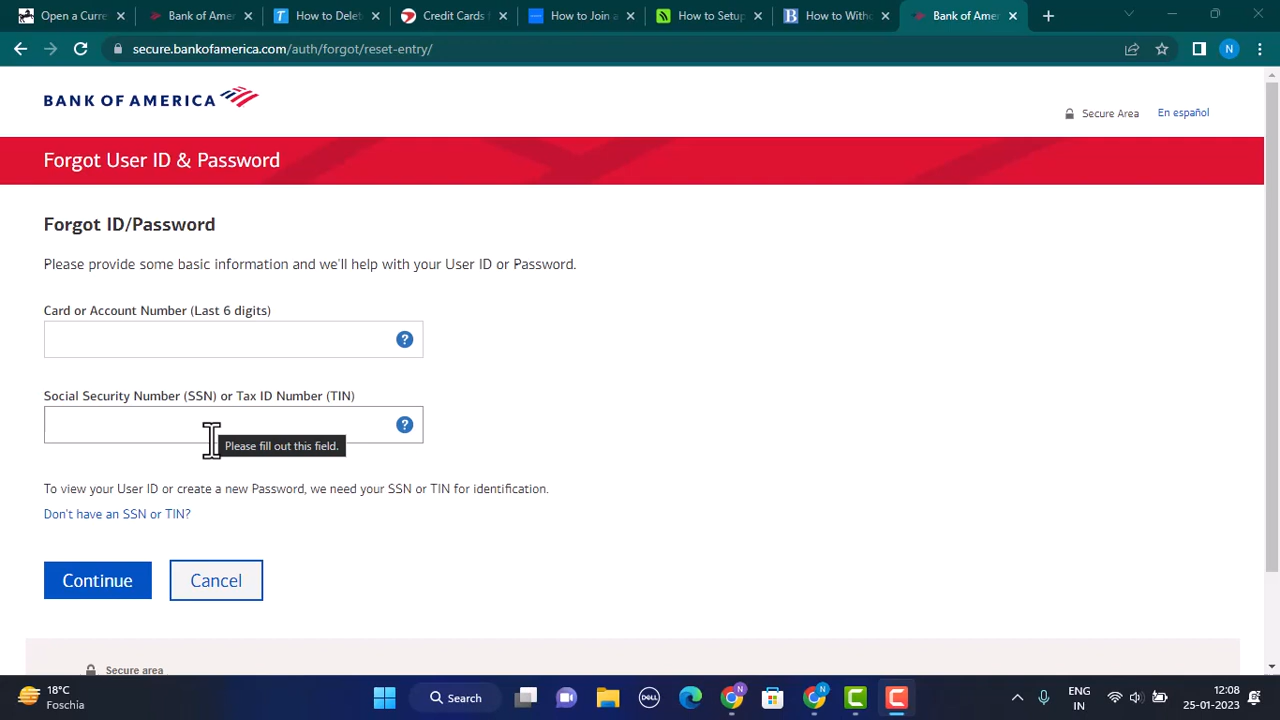 Open a Curre
Bank of Ame
How to Delet
Credit Cards f
How to Join a
How to Setup
How to Witho
Bank of Ame
secure.bankofamerica.com/auth/forgot/reset-entry/
N
BANK OF AMERICA
Secure Area
En español
Forgot User ID & Password
Forgot ID/Password
Please provide some basic information and we'll help with your User ID or Password.
Card or Account Number (Last 6 digits)
?
Social Security Number (SSN) or Tax ID Number (TIN)
?
Please fill out this field.
To view your User ID or create a new Password, we need your SSN or TIN for identification.
Don't have an SSN or TIN?
Continue
Cancel
Secure area
18°C
Foschia
Search
DELL
ENG
IN
12:08
25-01-2023